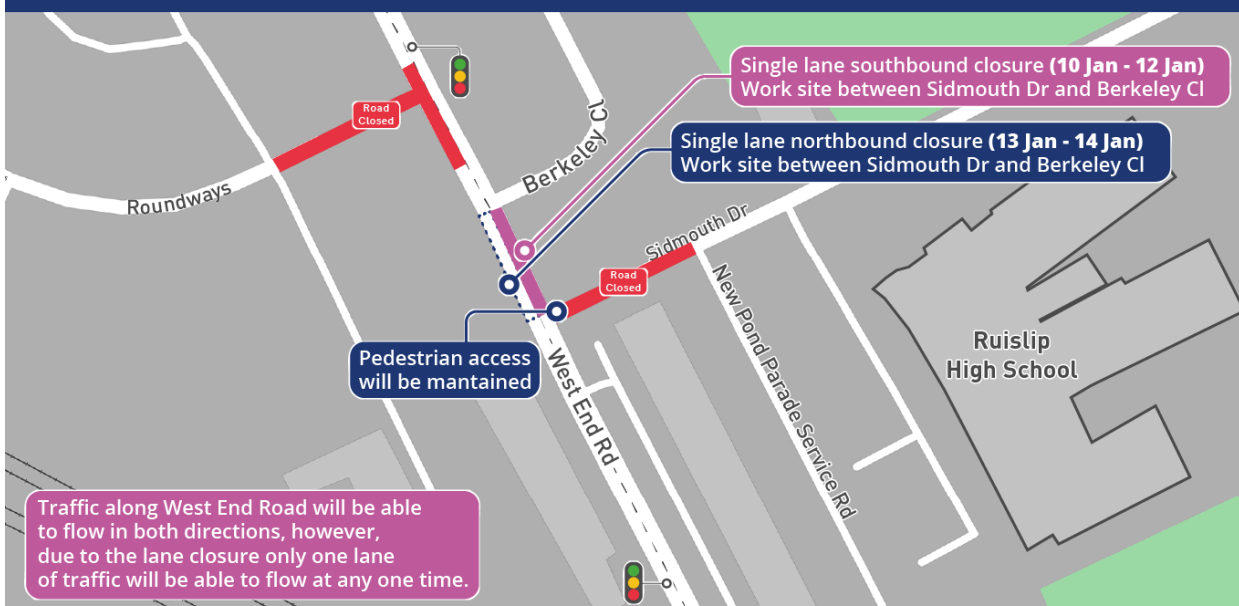 Single lane southbound closure (10 Jan - 12 Jan)
Work site between Sidmouth Dr and Berkeley Cl
Single lane northbound closure (13 Jan - 14 Jan)
Work site between Sidmouth Dr and Berkeley Cl
Road
Closed
Berkeley Cl
Roundways
Sidmouth Dr
Road
Closed
New Pond Parade Service Rd
Ruislip
High School
Pedestrian access
will be mantained
West End Rd
Traffic along West End Road will be able
to flow in both directions, however,
due to the lane closure only one lane
of traffic will be able to flow at any one time.